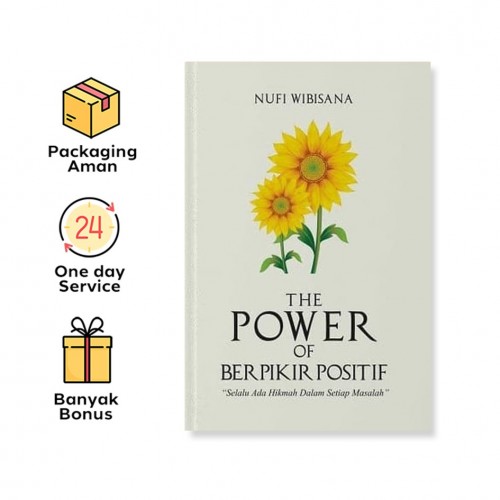 Packaging
Aman
24
One day
Service
Banyak
Bonus
NUFI WIBISANA
THE
POWER
OF
BERPIKIR POSITIF
"Selalu Ada Hikmah Dalam Setiap Masalah"